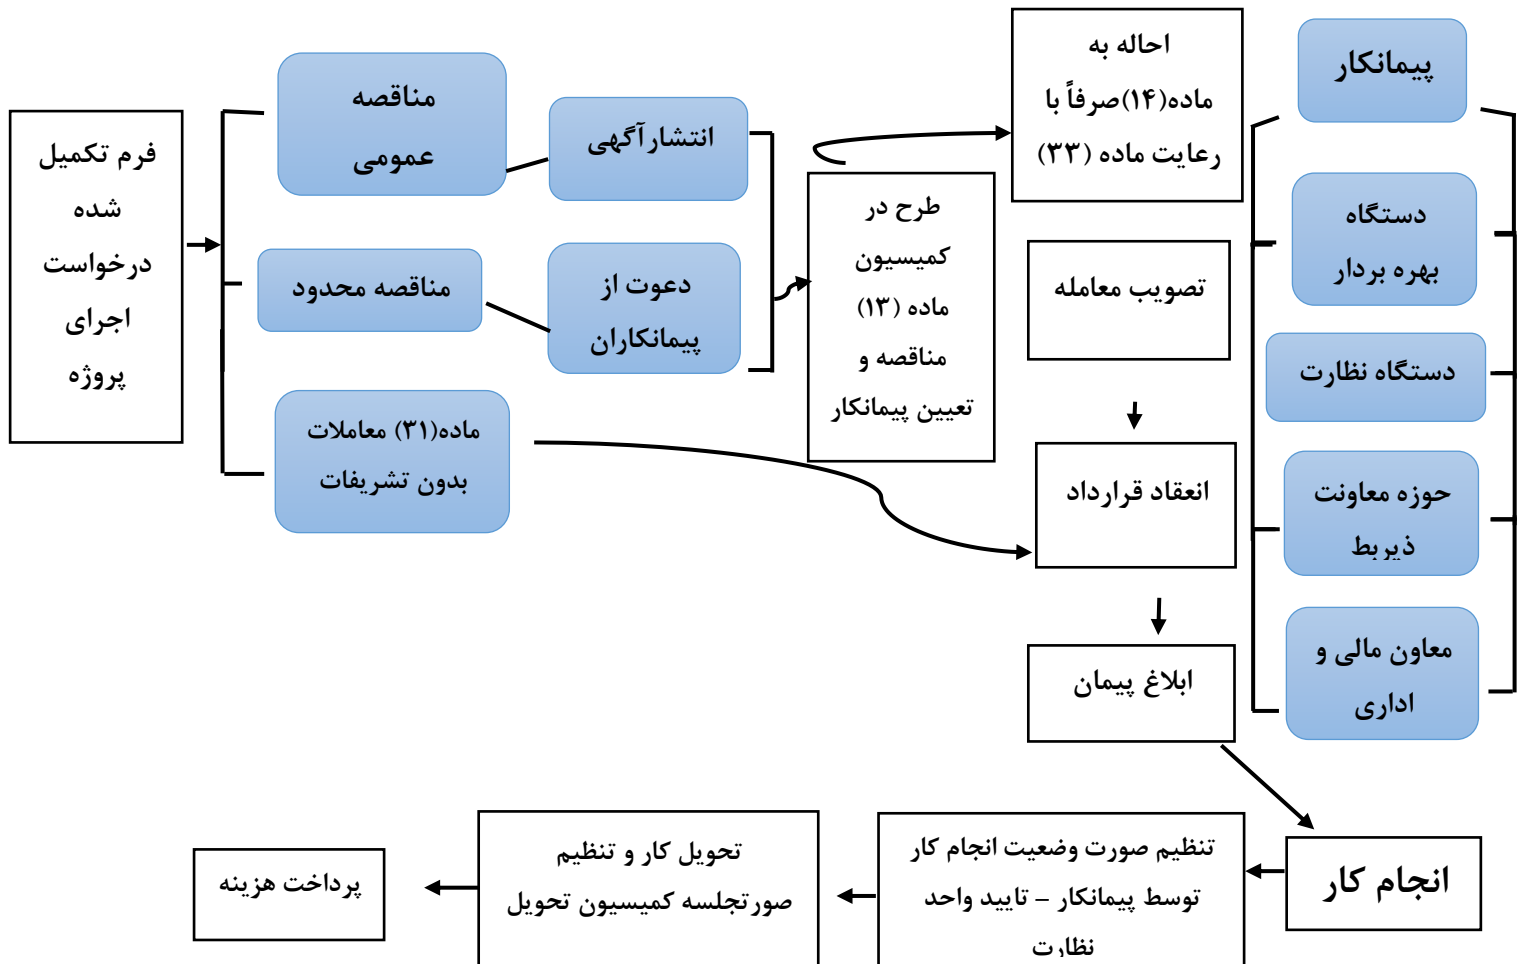 فرم تکمیل
شده
درخواست
اجرای
پروژه
مناقصه
عمومی
مناقصه محدود
ماده(۳۱) معاملات
بدون تشریفات
انتشارآگهی
دعوت از
پیمانکاران
طرح در
کمیسیون
ماده (۱۳)
مناقصه و
تعیین پیمانکار
احاله به
ماده(۱۴)صرفاً با
رعایت ماده (۳۳)
تصویب معامله
انعقاد قرارداد
ابلاغ پیمان
پیمانکار
دستگاه
بهره بردار
دستگاه نظارت
حوزه معاونت
ذیربط
معاون مالی و
اداری
انجام کار
تنظیم صورت وضعیت انجام کار
توسط پیمانکار – تایید واحد
نظارت
تحویل کار و تنظیم
صورتجلسه کمیسیون تحویل
پرداخت هزینه